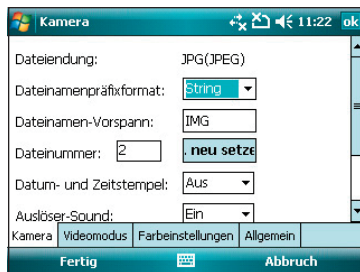 Kamera 11:22 ok
Dateiendung: JPG(JPEG)
Dateinamenpräfixformat: String
Dateinamen-Vorspann: IMG
Dateinummer: 2 . neu setze
Datum- und Zeitstempel: Aus
Auslöser-Sound: Ein
Kamera Videomodus Farbeinstellungen Allgemein
Fertig Abbruch